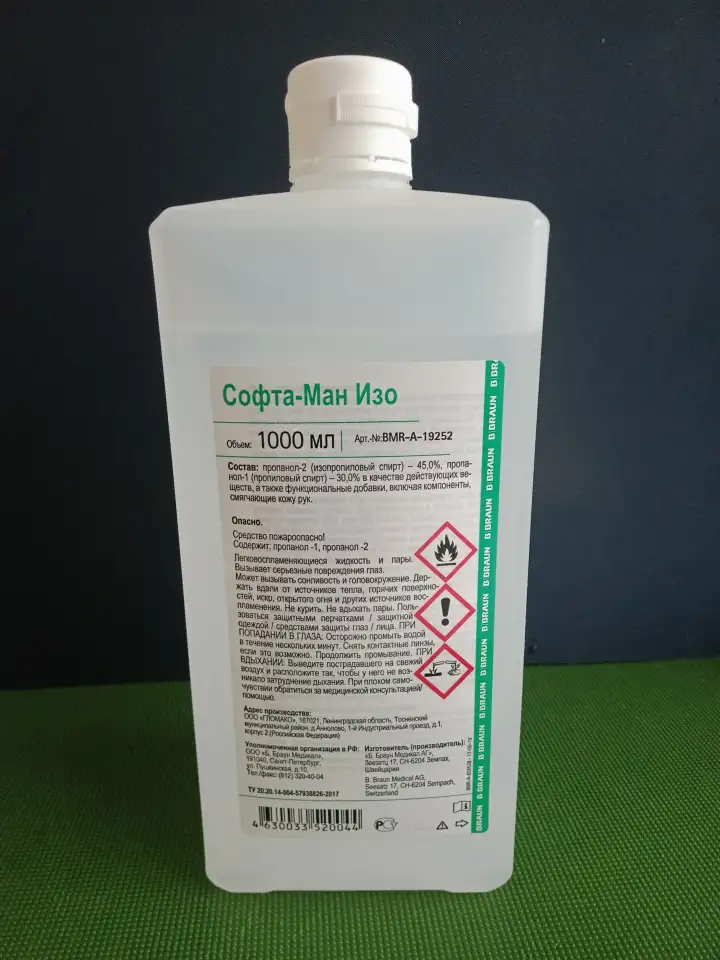 Софта-Ман Изо
Объем: 1000 мл Арт.-№: BMR-A-19252
Состав: пропанол-2 (изопропиловый спирт) – 45,0%, пропа-
нол-1 (пропиловый спирт) – 30,0% в качестве действующих ве-
ществ, а также функциональные добавки, включая компоненты,
смягчающие кожу рук.
Опасно.
Средство пожароопасно!
Содержит: пропанол -1, пропанол -2
Легковоспламеняющиеся жидкость и пары.
Вызывает серьезные повреждения глаз.
Может вызывать сонливость и головокружение. Дер-
жать вдали от источников тепла, горячих поверхно-
стей, искр, открытого огня и других источников вос-
пламенения. Не курить. Не вдыхать пары. Поль-
зоваться защитными перчатками / защитной
одеждой / средствами защиты глаз / лица. ПРИ
ПОПАДАНИИ В ГЛАЗА: Осторожно промыть водой
в течение нескольких минут. Снять контактные линзы,
если это возможно. Продолжить промывание. ПРИ
ВДЫХАНИИ: Выведите пострадавшего на свежий
воздух и расположите так, чтобы у него не воз-
никало затруднение дыхания. При плохом само-
чувствии обратиться за медицинской консультацией/
помощью.
Адрес производства:
ООО «ГЛОМАКО», 187021, Ленинградская область, Тосненский
муниципальный район, д.Аннолово, 1-й Индустриальный проезд, д.1,
корпус 2 (Российская Федерация)
Уполномоченная организация в РФ:
ООО «Б. Браун Медикал»,
191040, Санкт-Петербург,
ул. Пушкинская, д.10.
Тел./факс: (812) 320-40-04
Изготовитель (производитель):
«Б. Браун Медикал АГ»,
Зеезатц 17, CH-6204 Земпах,
Швейцария
B. Braun Medical AG,
Seesatz 17, CH-6204 Sempach,
Switzerland
ТУ 20.20.14-004-57938826-2017
4 630033 520044
B BRAUN
B BRAUN
B BRAUN
B BRAUN
B BRAUN
B BRAUN
B BRAUN
B BRAUN
BRAUN
B BR